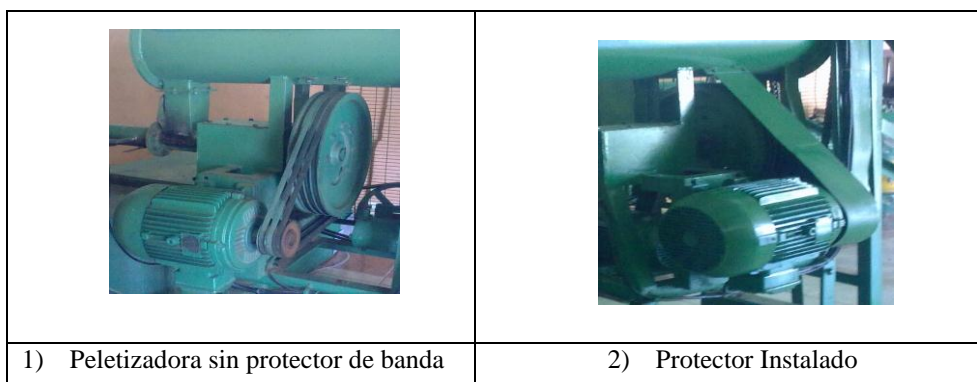 1) Peletizadora sin protector de banda
2) Protector Instalado